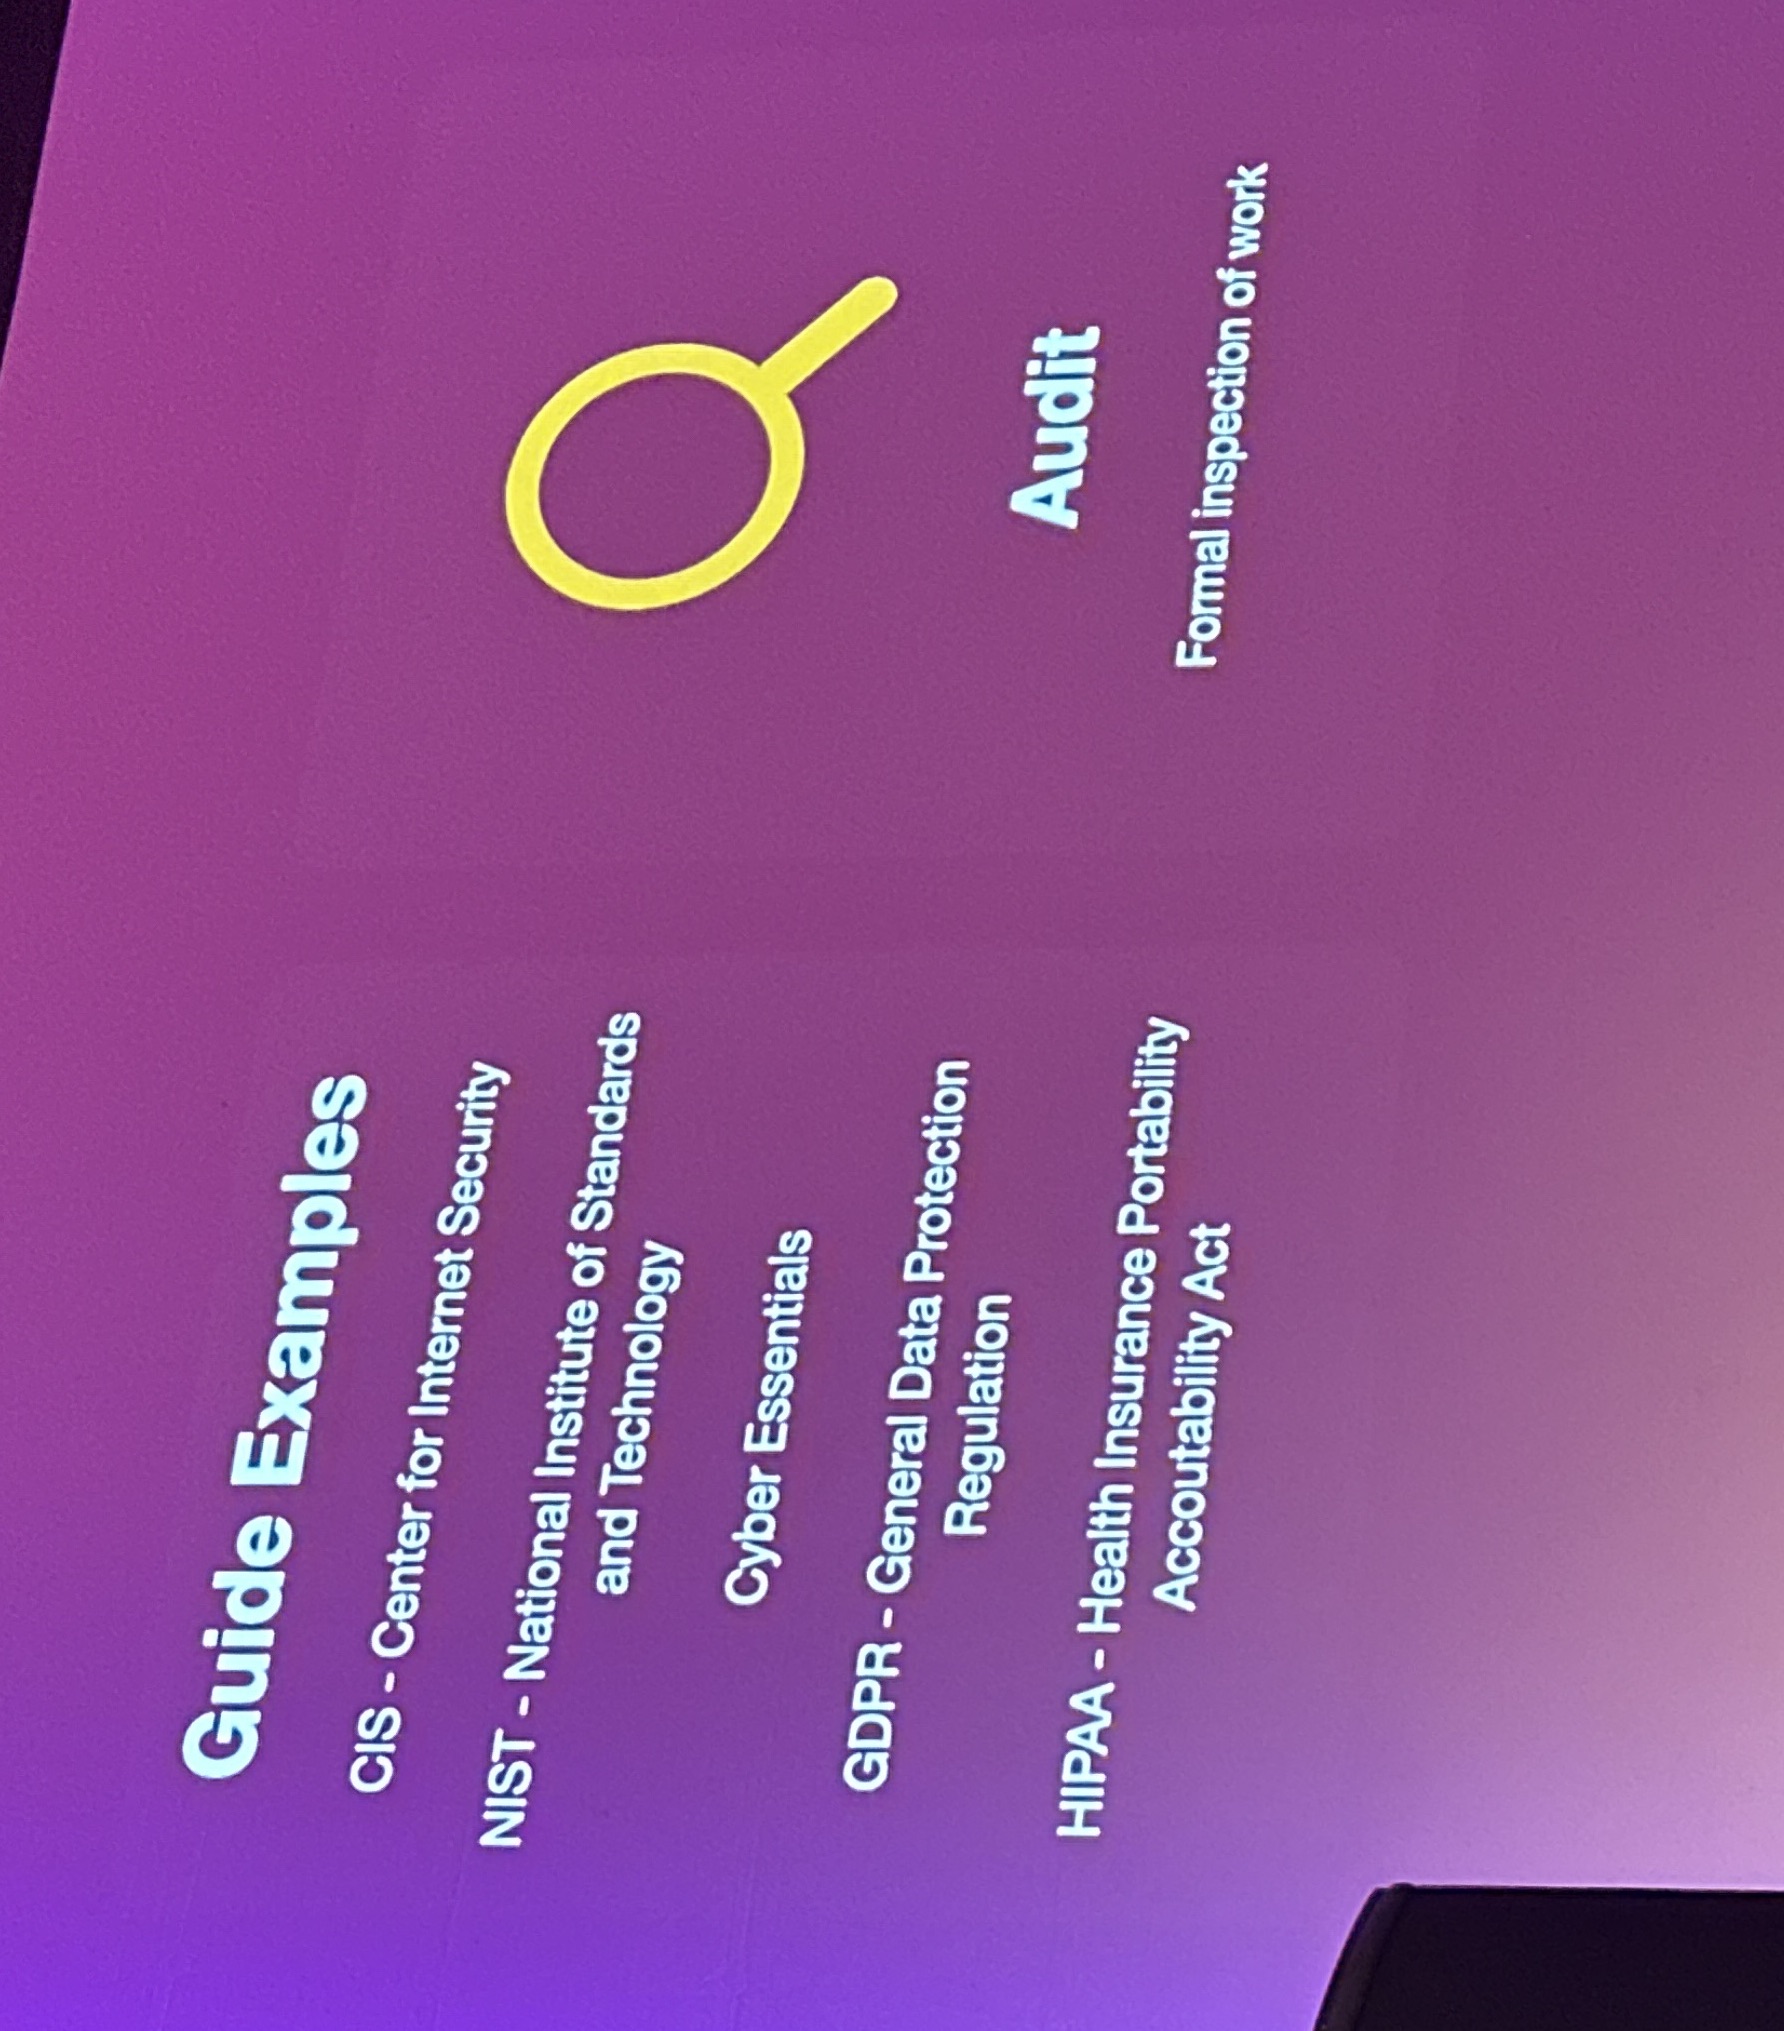 Guide Examples
CIS - Center for Internet Security
NIST - National Institute of Standards
and Technology
Cyber Essentials
GDPR - General Data Protection
Regulation
HIPAA - Health Insurance Portability
Accoutability Act
Audit
Formal inspection of work